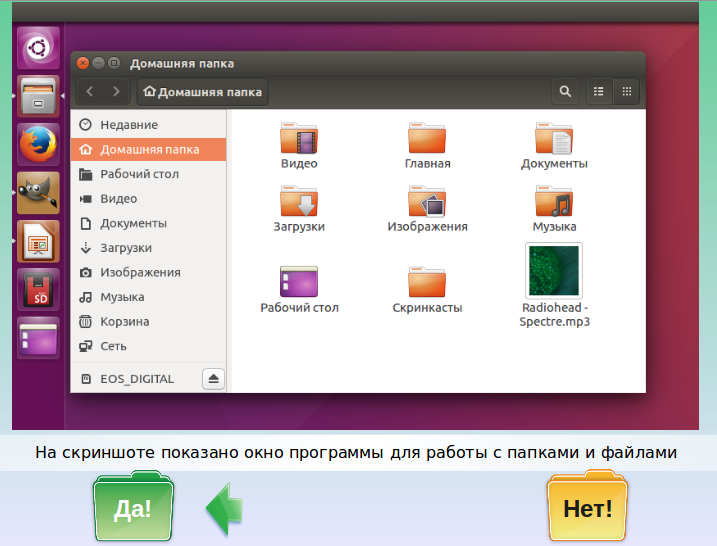 Домашняя папка
Домашняя папка
Недавние
Домашняя папка
Рабочий стол
Видео
Документы
Загрузки
Изображения
Музыка
Корзина
Сеть
EOS_DIGITAL
Видео
Главная
Документы
Загрузки
Изображения
Музыка
Рабочий стол
Скринкасты
Radiohead -
Spectre.mp3
SD
На скриншоте показано окно программы для работы с папками и файлами
Да!
Нет!